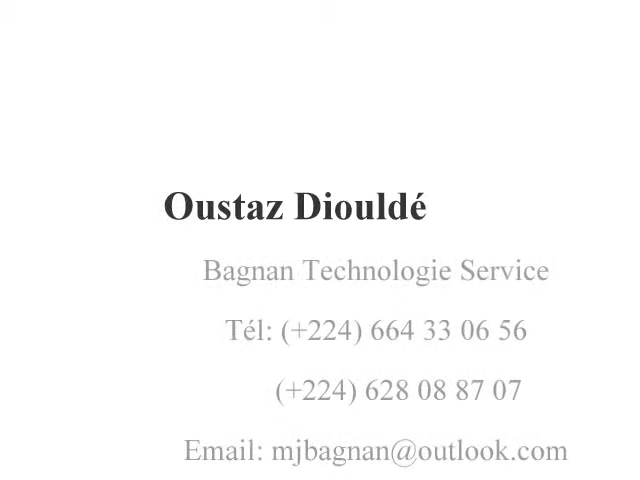 Oustaz Diouldé
Bagnan Technologie Service
Tél: (+224) 664 33 06 56
(+224) 628 08 87 07
Email: mjbagnan@outlook.com